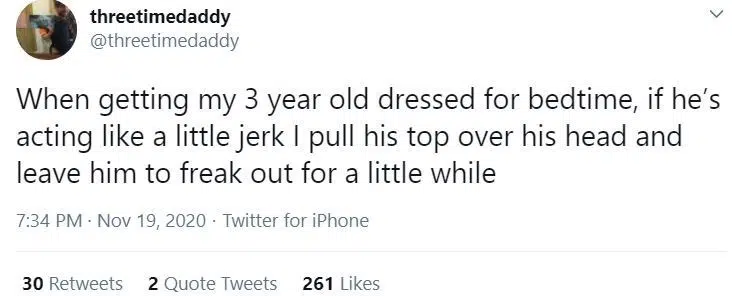 threetimedaddy
@threetimedaddy
When getting my 3 year old dressed for bedtime, if he’s
acting like a little jerk I pull his top over his head and
leave him to freak out for a little while
7:34 PM · Nov 19, 2020 · Twitter for iPhone
30 Retweets 2 Quote Tweets 261 Likes